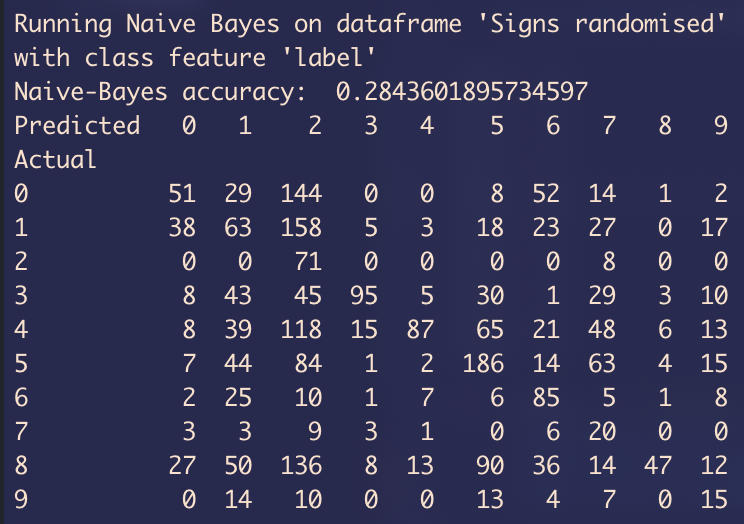 Running Naive Bayes on dataframe 'Signs randomised'
with class feature 'label'
Naive-Bayes accuracy:  0.2843601895734597
Predicted   0   1    2   3   4    5   6   7   8   9
Actual
0          51  29  144   0   0    8  52  14   1   2
1          38  63  158   5   3   18  23  27   0  17
2           0   0   71   0   0    0   0   8   0   0
3           8  43   45  95   5   30   1  29   3  10
4           8  39  118  15  87   65  21  48   6  13
5           7  44   84   1   2  186  14  63   4  15
6           2  25   10   1   7    6  85   5   1   8
7           3   3    9   3   1    0   6  20   0   0
8          27  50  136   8  13   90  36  14  47  12
9           0  14   10   0   0   13   4   7   0  15